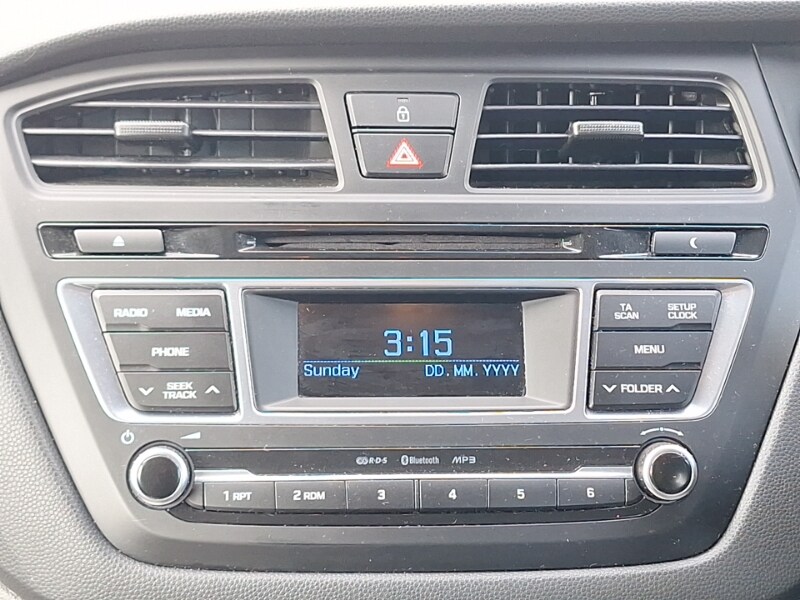 RADIO MEDIA
PHONE
SEEK
TRACK
3:15
Sunday DD.MM.YYYY
TA
SCAN
SETUP
CLOCK
MENU
FOLDER
R·D·S Bluetooth MP3
1 RPT 2 RDM 3 4 5 6